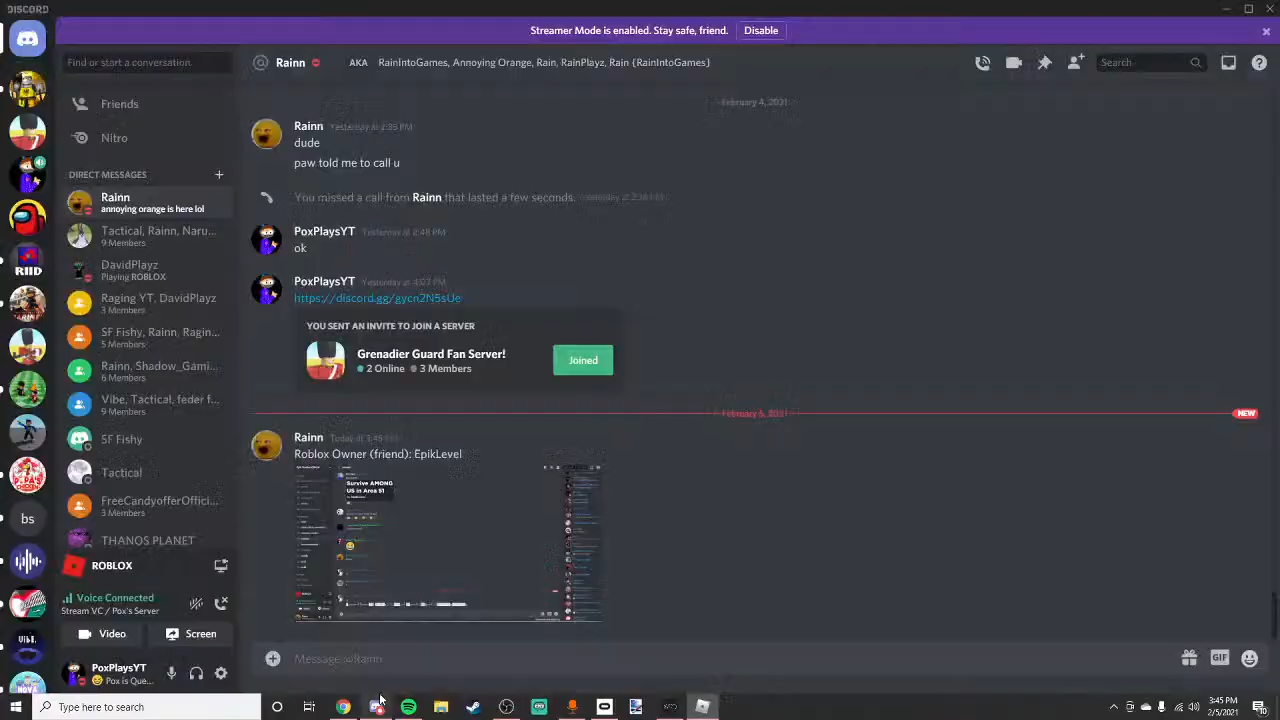 DISCORD
Streamer Mode is enabled. Stay safe, friend.
Disable
Find or start a conversation
Rainn
AKA
RainIntoGames, Annoying Orange, Rain, RainPlayz, Rain {RainIntoGames}
Search
Friends
Nitro
DIRECT MESSAGES
Rainn
annoying orange is here lol
Tactical, Rainn, Naru...
9 Members
DavidPlayz
Playing ROBLOX
Raging YT, DavidPlayz
3 Members
SF Fishy, Rainn, Ragin...
5 Members
Rainn, Shadow_Gami...
6 Members
Vibe, Tactical, feder f...
9 Members
SF Fishy
Tactical
FreeCandyofferOffici...
3 Members
THANOS PLANET
ROBLOX
Voice Connected
Stream VC / Pox's Server
Video
Screen
PoxPlaysYT
Pox is Que...
RIID
bs
VIBE.
NOVA
February 4, 2021
Rainn Yesterday at 2:35 PM
dude
paw told me to call u
You missed a call from Rainn that lasted a few seconds. Yesterday at 2:38 PM
PoxPlaysYT Yesterday at 2:48 PM
ok
PoxPlaysYT Yesterday at 4:07 PM
https://discord.gg/gycn2N5sUe
YOU SENT AN INVITE TO JOIN A SERVER
Grenadier Guard Fan Server!
2 Online
3 Members
Joined
February 5, 2021
NEW
Rainn Today at 1:45 PM
Roblox Owner (friend): EpikLevel
Survive AMONG
US in Area 51
Message @Rainn
GIF
Type here to search
3:45 PM